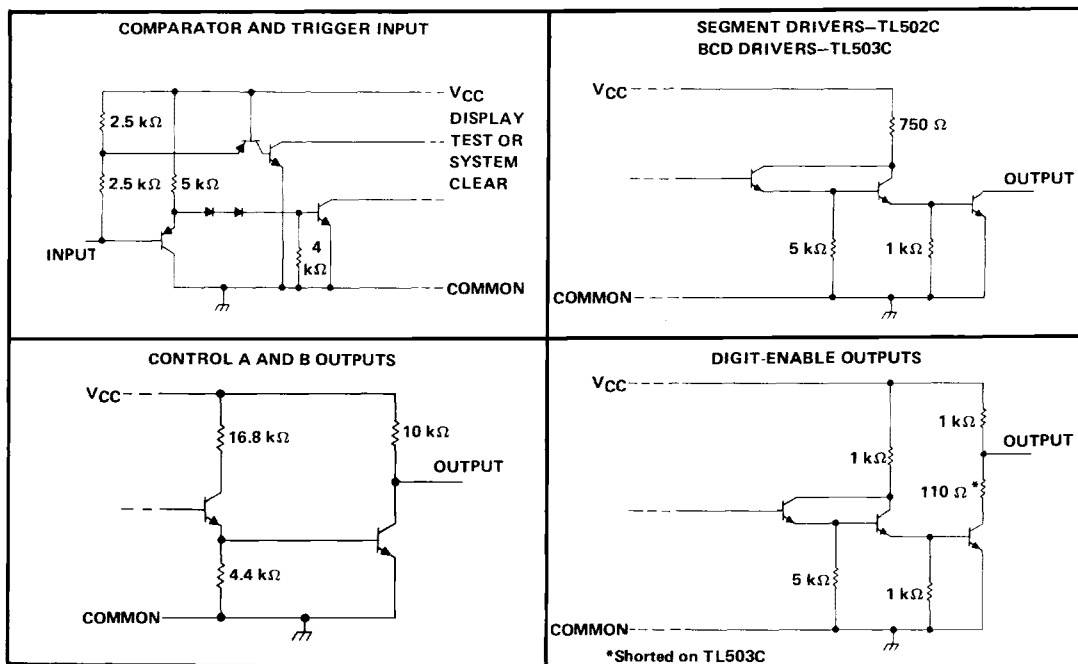 COMPARATOR AND TRIGGER INPUT
VCC
2.5 kΩ
DISPLAY
TEST OR
SYSTEM
CLEAR
2.5 kΩ
5 kΩ
INPUT
4
kΩ
COMMON
SEGMENT DRIVERS–TL502C
BCD DRIVERS–TL503C
VCC
750 Ω
OUTPUT
5 kΩ
1 kΩ
COMMON
CONTROL A AND B OUTPUTS
VCC
16.8 kΩ
10 kΩ
OUTPUT
4.4 kΩ
COMMON
DIGIT-ENABLE OUTPUTS
VCC
1 kΩ
OUTPUT
1 kΩ
110 Ω*
5 kΩ
1 kΩ
COMMON
*Shorted on TL503C